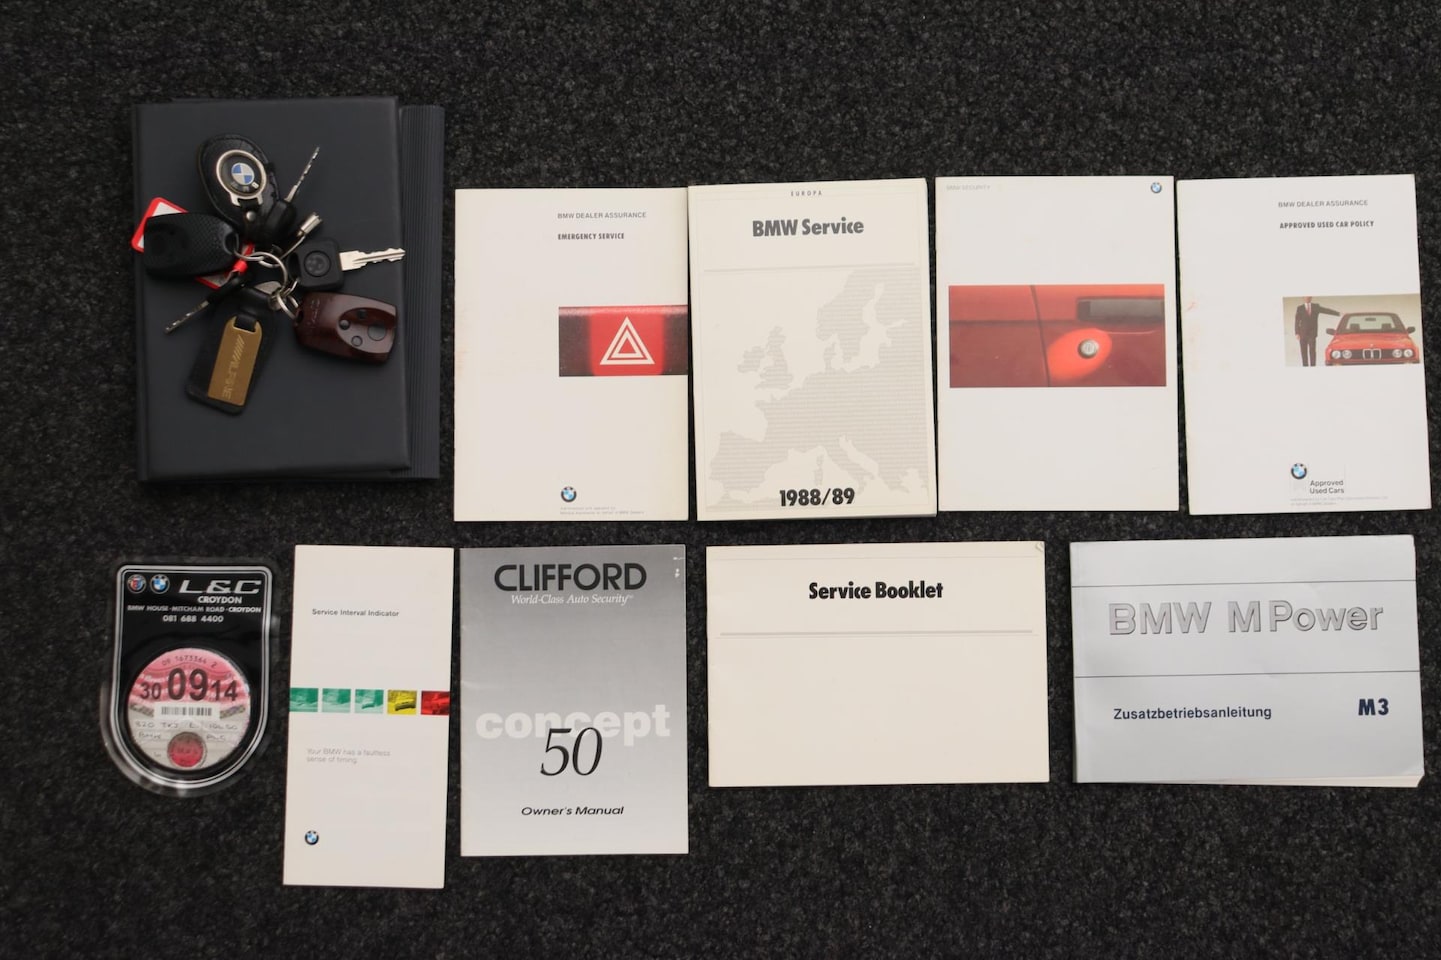 BMW DEALER ASSURANCE
EMERGENCY SERVICE
EUROPA
BMW Service
1988/89
BMW SECURITY
BMW DEALER ASSURANCE
APPROVED USED CAR POLICY
Approved
Used Cars
L&C
CROYDON
BMW HOUSE·MITCHAM ROAD·CROYDON
081 688 4400
30 09 14
Service Interval Indicator
Your BMW has a faultless
sense of timing
CLIFFORD
World-Class Auto Security™
concept
50
Owner's Manual
Service Booklet
BMW M Power
Zusatzbetriebsanleitung
M3